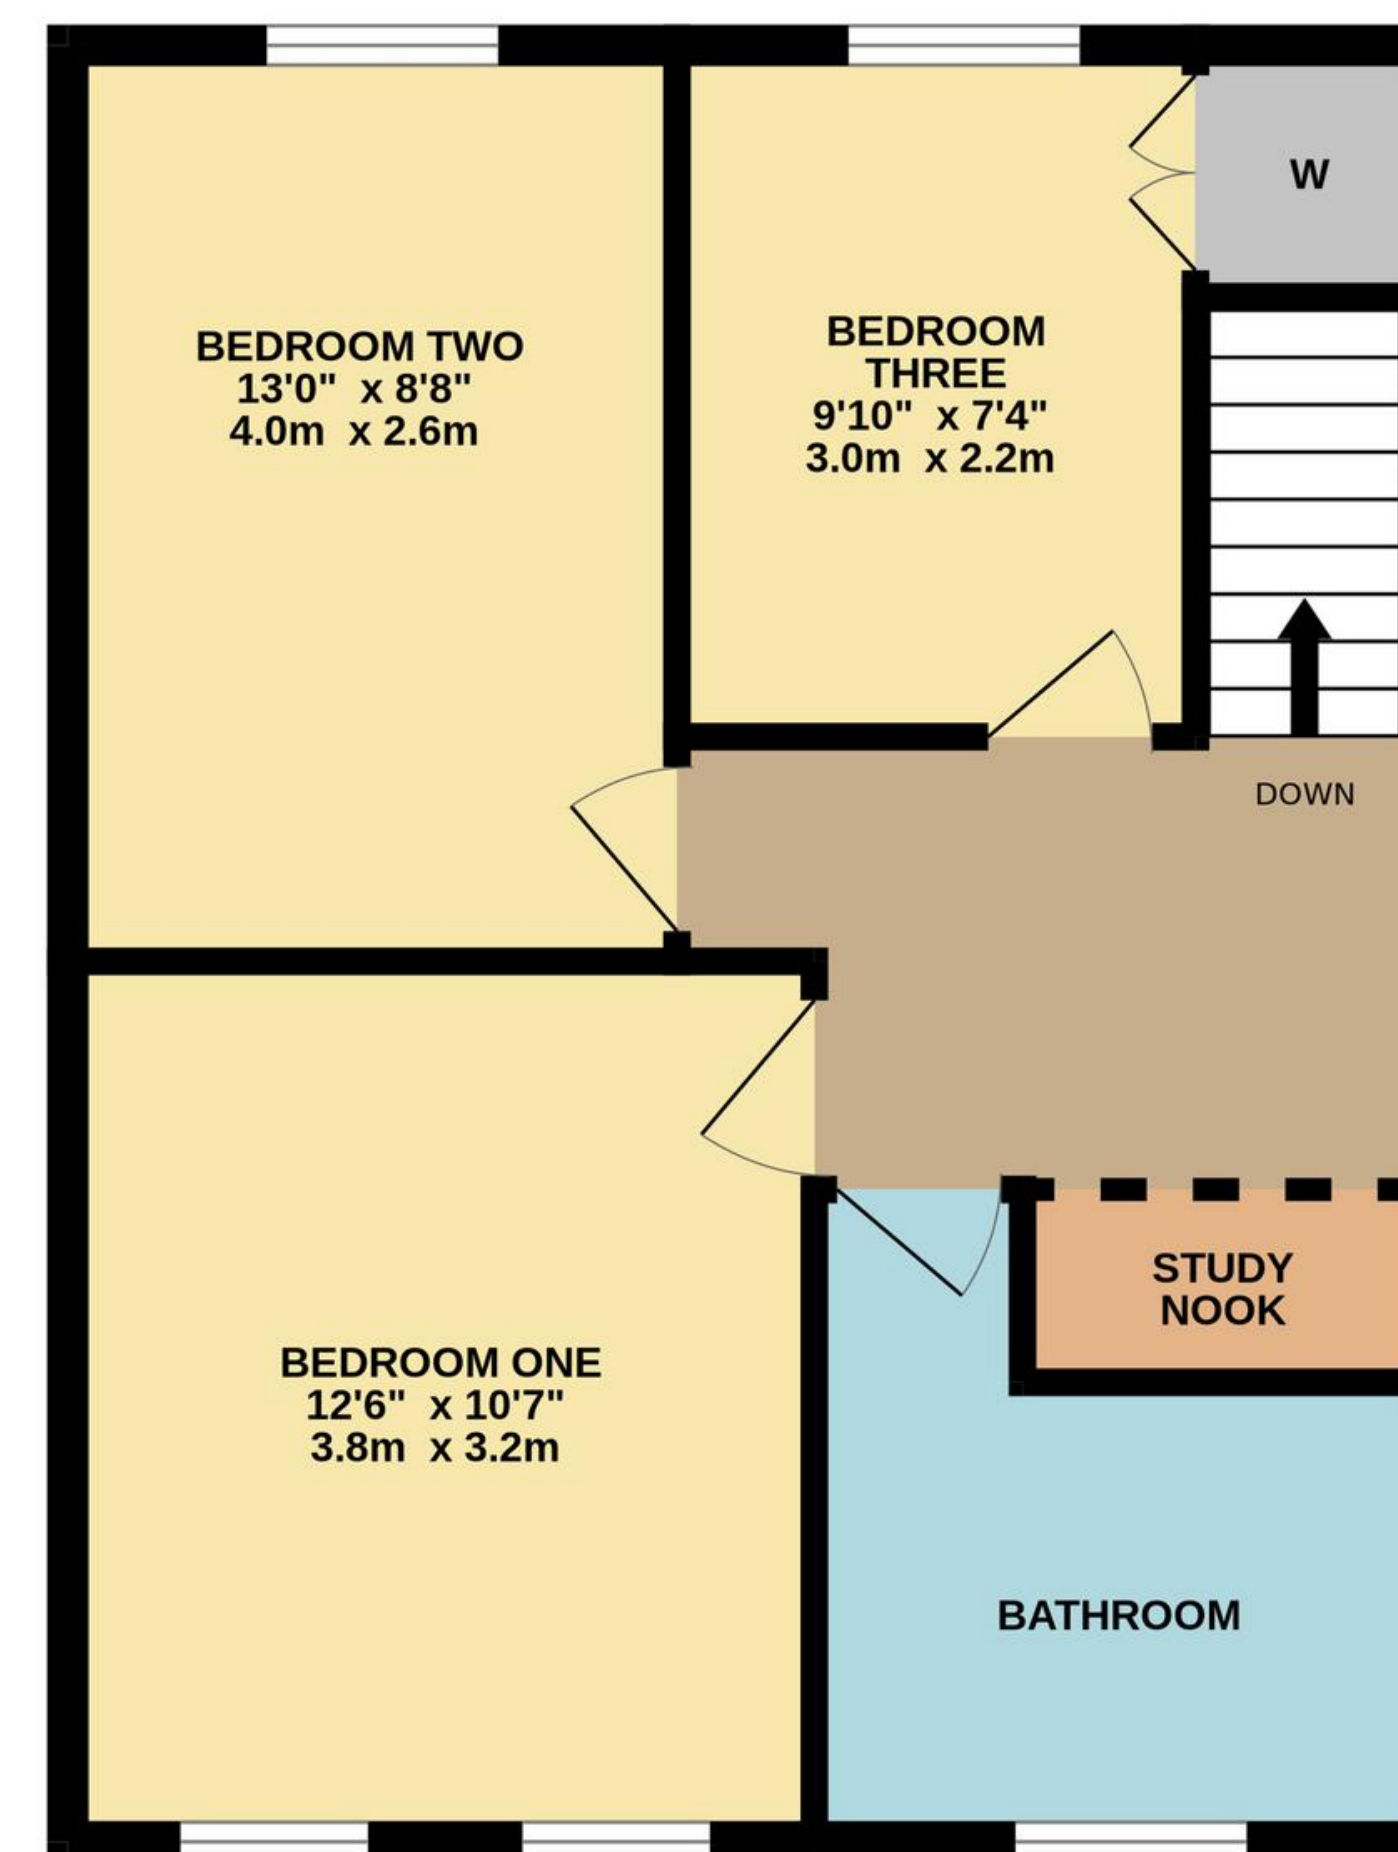 W
BEDROOM TWO
13'0" x 8'8"
4.0m x 2.6m
BEDROOM
THREE
9'10" x 7'4"
3.0m x 2.2m
DOWN
STUDY
NOOK
BEDROOM ONE
12'6" x 10'7"
3.8m x 3.2m
BATHROOM